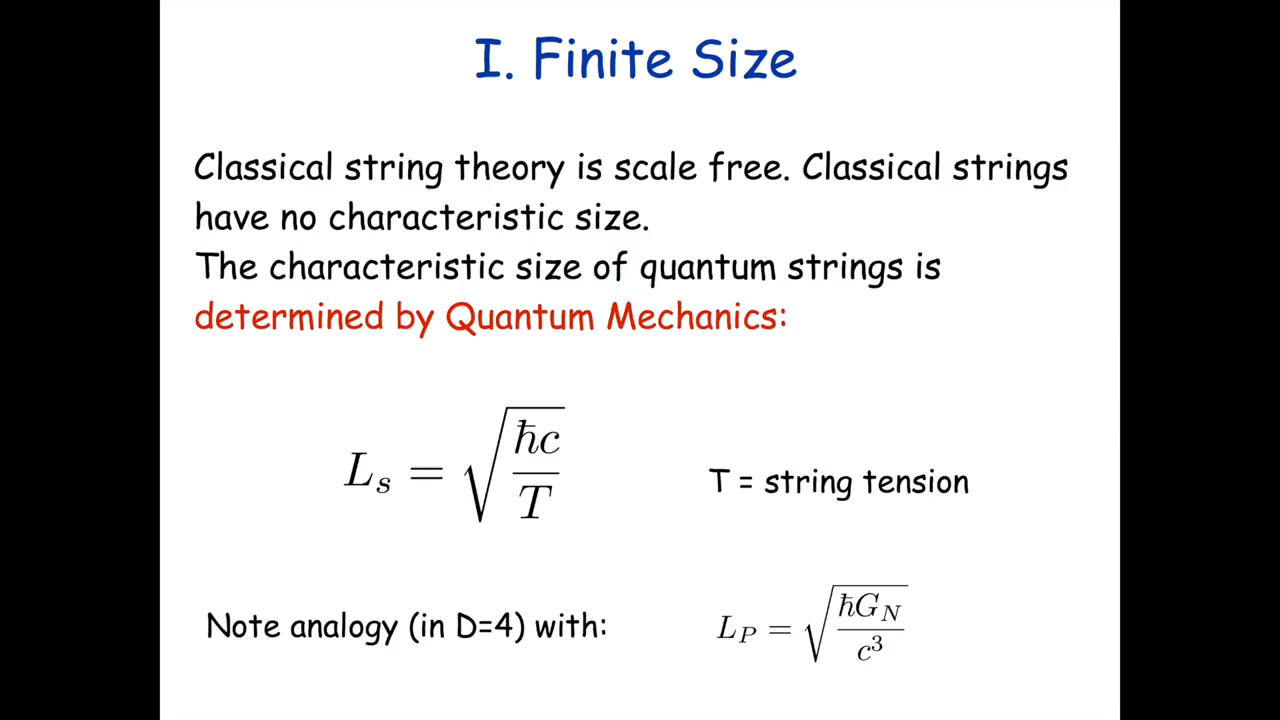 I. Finite Size
Classical string theory is scale free. Classical strings
have no characteristic size.
The characteristic size of quantum strings is
determined by Quantum Mechanics:
L_s = \sqrt{\frac{\hbar c}{T}}
T = string tension
Note analogy (in D=4) with:
L_P = \sqrt{\frac{\hbar G_N}{c^3}}